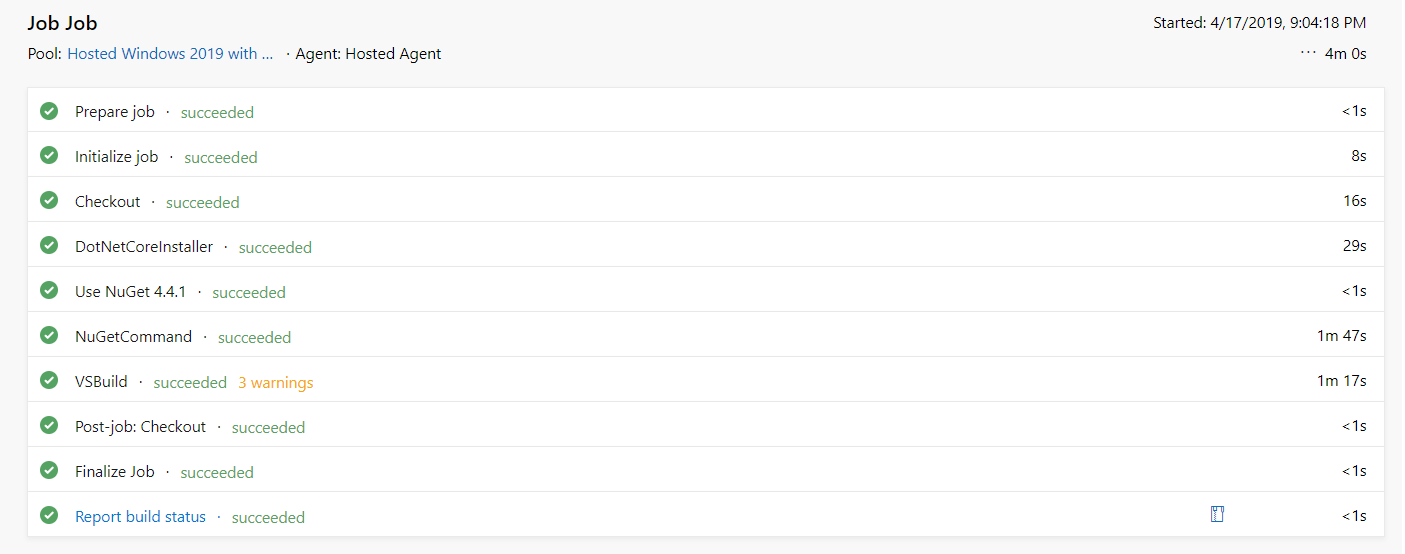 Job Job Started: 4/17/2019, 9:04:18 PM
Pool: Hosted Windows 2019 with ... · Agent: Hosted Agent ... 4m 0s
Prepare job · succeeded <1s
Initialize job · succeeded 8s
Checkout · succeeded 16s
DotNetCoreInstaller · succeeded 29s
Use NuGet 4.4.1 · succeeded <1s
NuGetCommand · succeeded 1m 47s
VSBuild · succeeded 3 warnings 1m 17s
Post-job: Checkout · succeeded <1s
Finalize Job · succeeded <1s
Report build status · succeeded <1s